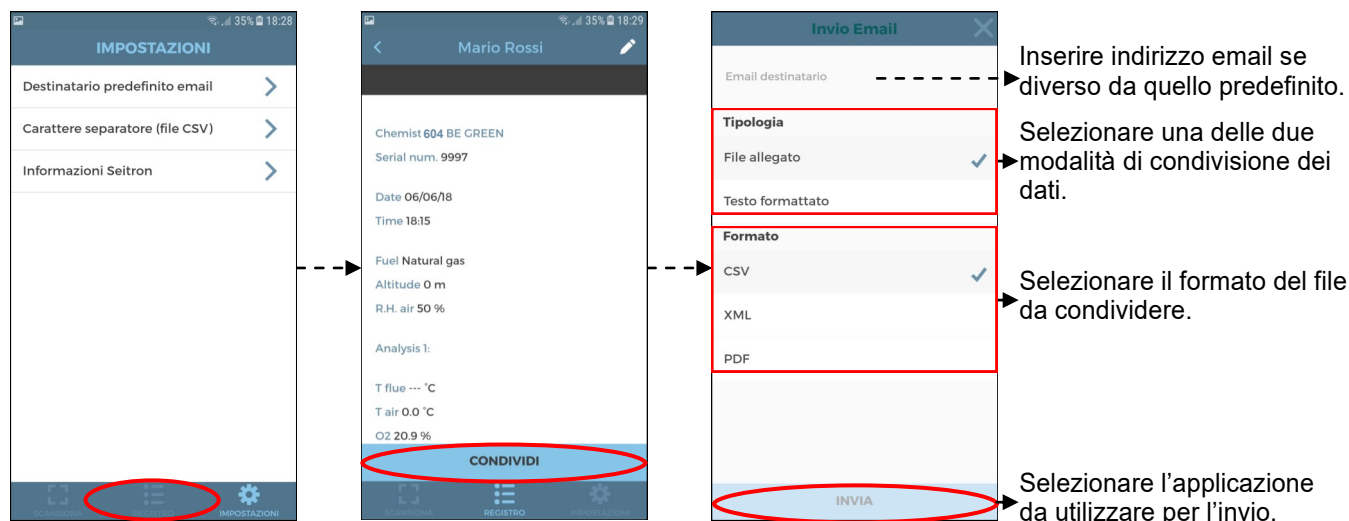 35% 18:28
IMPOSTAZIONI
Destinatario predefinito email
Carattere separatore (file CSV)
Informazioni Seitron
SCANSIONA REGISTRO IMPOSTAZIONI
35% 18:29
Mario Rossi
Chemist 604 BE GREEN
Serial num. 9997
Date 06/06/18
Time 18:15
Fuel Natural gas
Altitude 0 m
R.H. air 50 %
Analysis 1:
T flue --- °C
T air 0.0 °C
O2 20.9 %
CONDIVIDI
SCANSIONA REGISTRO IMPOSTAZIONI
Invio Email
Email destinatario
Tipologia
File allegato
Testo formattato
Formato
CSV
XML
PDF
INVIA
Inserire indirizzo email se
diverso da quello predefinito.
Selezionare una delle due
modalità di condivisione dei
dati.
Selezionare il formato del file
da condividere.
Selezionare l’applicazione
da utilizzare per l’invio.